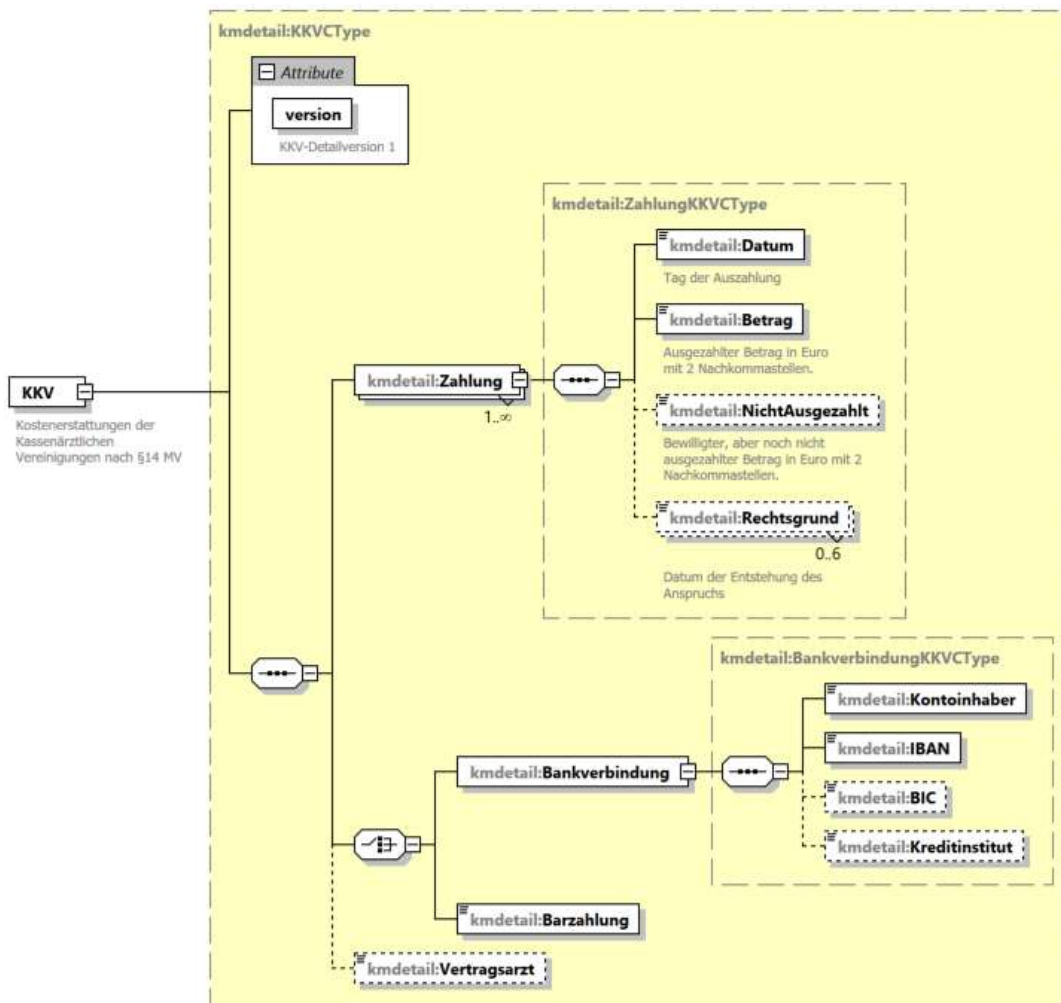 kmdetail:KKVCType
Attribute
version
KKV-Detailversion 1
kmdetail:ZahlungKKVCType
kmdetail:Datum
Tag der Auszahlung
kmdetail:Betrag
Ausgezahlter Betrag in Euro
mit 2 Nachkommastellen.
kmdetail:Zahlung
1..∞
KKV
Kostenerstattungen der
Kassenärztlichen
Vereinigungen nach §14 MV
kmdetail:NichtAusgezahlt
Bewilligter, aber noch nicht
ausgezahlter Betrag in Euro mit 2
Nachkommastellen.
kmdetail:Rechtsgrund
0..6
Datum der Entstehung des
Anspruchs
kmdetail:BankverbindungKKVCType
kmdetail:Kontoinhaber
kmdetail:IBAN
kmdetail:Bankverbindung
kmdetail:BIC
kmdetail:Kreditinstitut
kmdetail:Barzahlung
kmdetail:Vertragsarzt